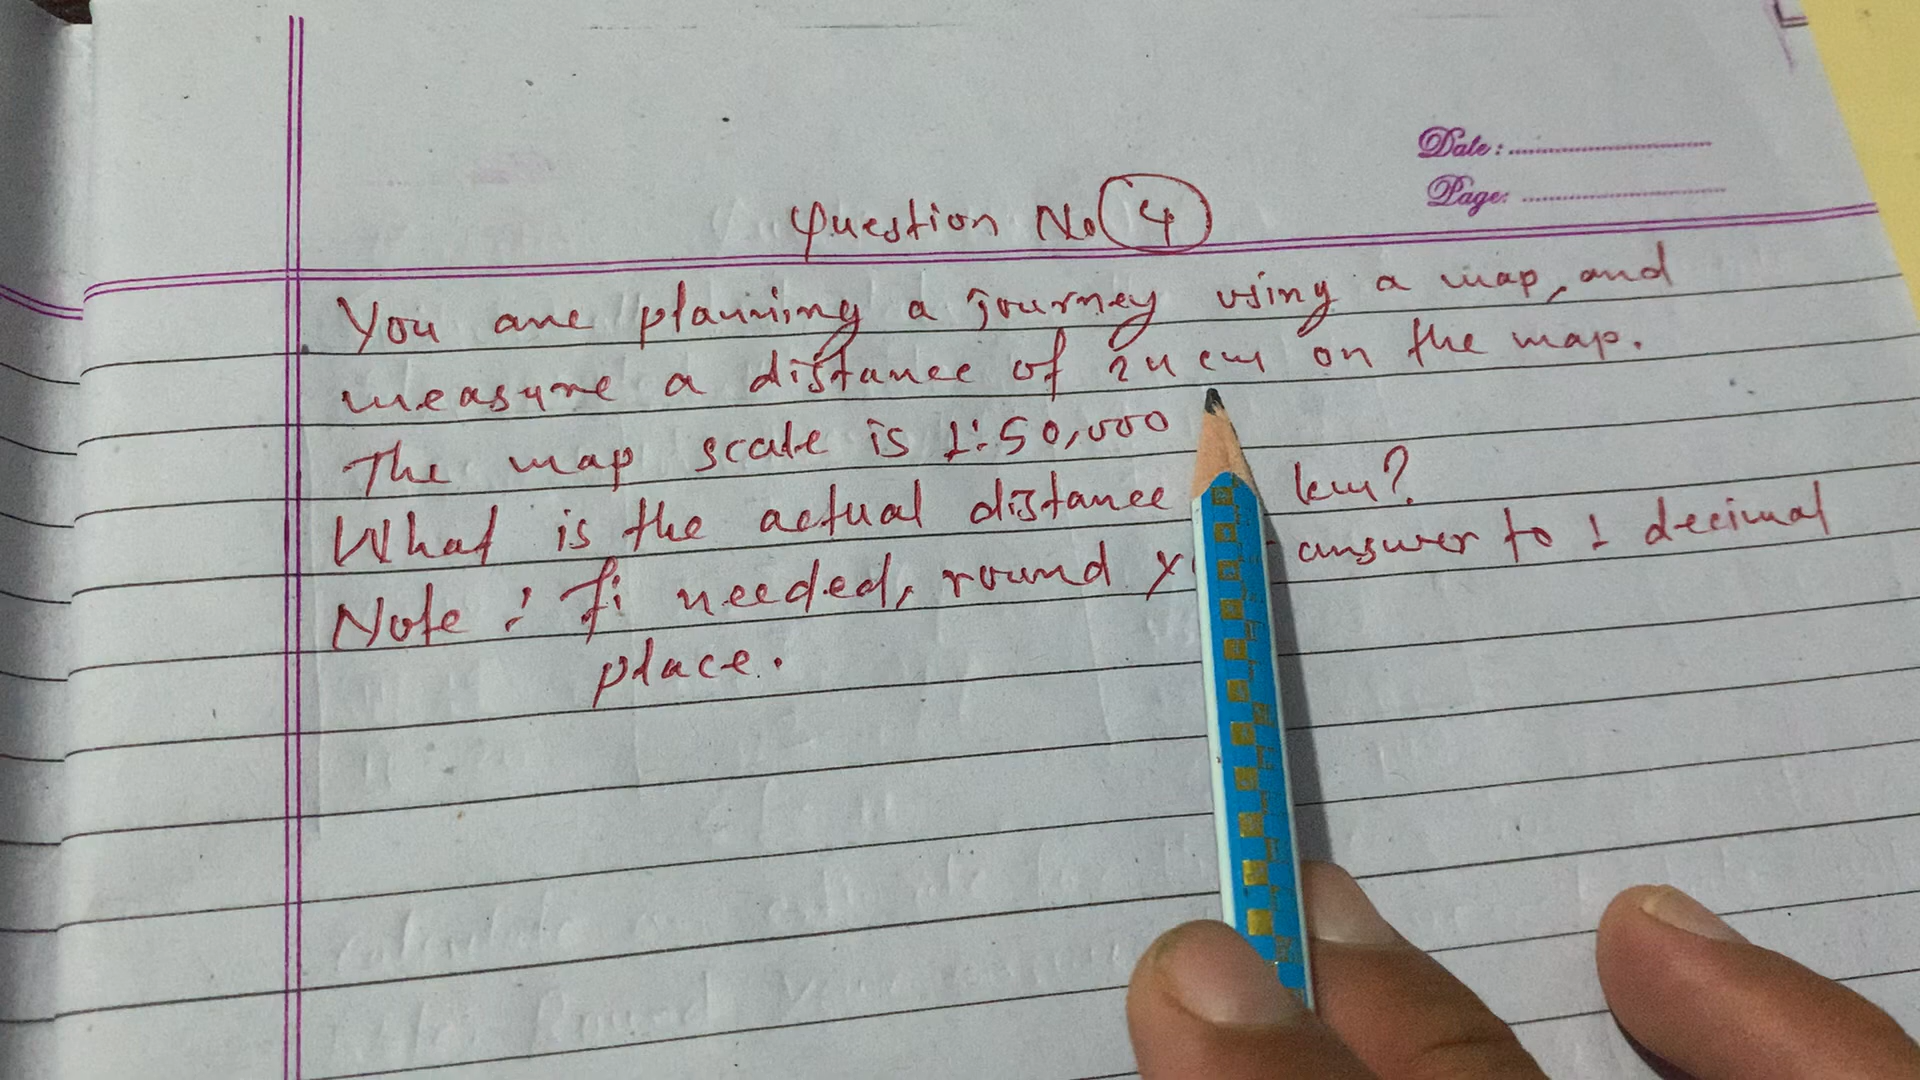 Date:
Page:
Question No 4
You are planning a journey using a map, and
measure a distance of 24 cm on the map.
The map scale is 1:50,000
What is the actual distance km?
Note : If needed, round answer to 1 decimal
place.